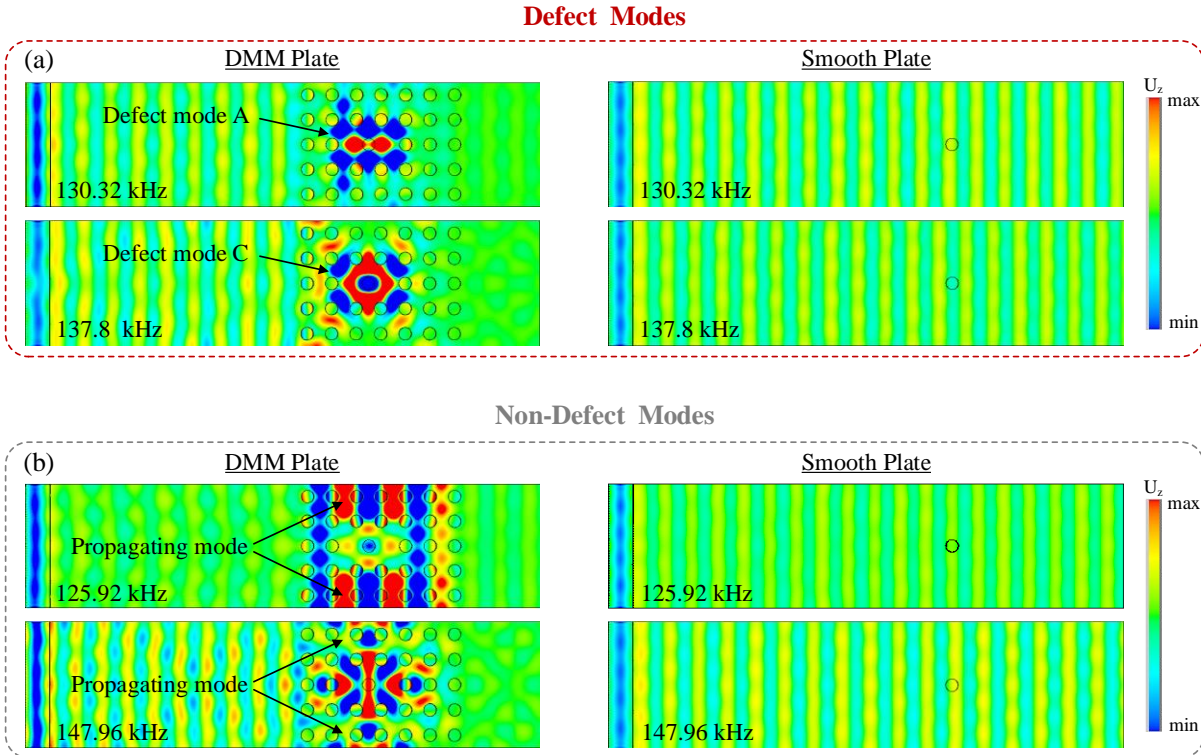 Defect Modes
(a)
DMM Plate
Smooth Plate
Defect mode A
130.32 kHz
130.32 kHz
Defect mode C
137.8 kHz
137.8 kHz
Uz
max
min
Non-Defect Modes
(b)
DMM Plate
Smooth Plate
Propagating mode
125.92 kHz
125.92 kHz
Propagating mode
147.96 kHz
147.96 kHz
Uz
max
min